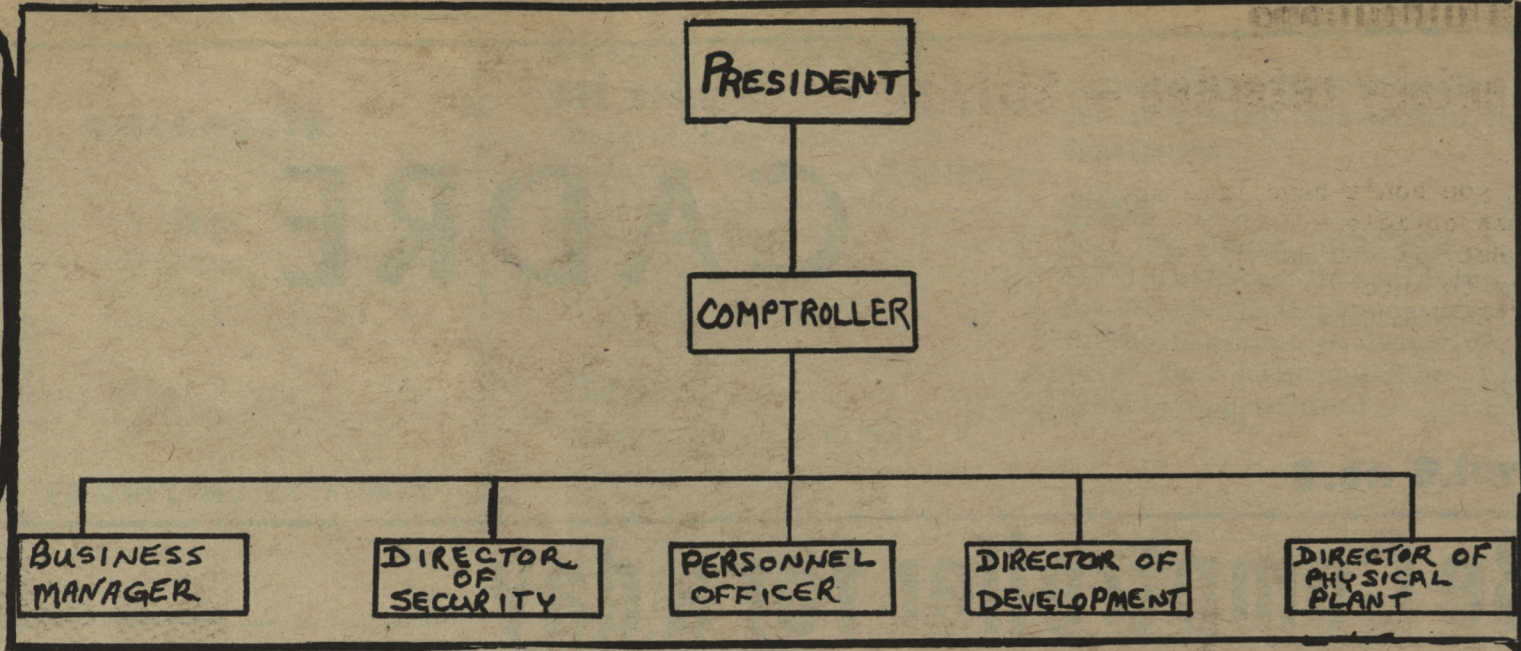 PRESIDENT.
COMPTROLLER
BUSINESS
MANAGER
DIRECTOR
OF
SECURITY
PERSONNEL
OFFICER
DIRECTOR OF
DEVELOPMENT
DIRECTOR OF
PHYSICAL
PLANT